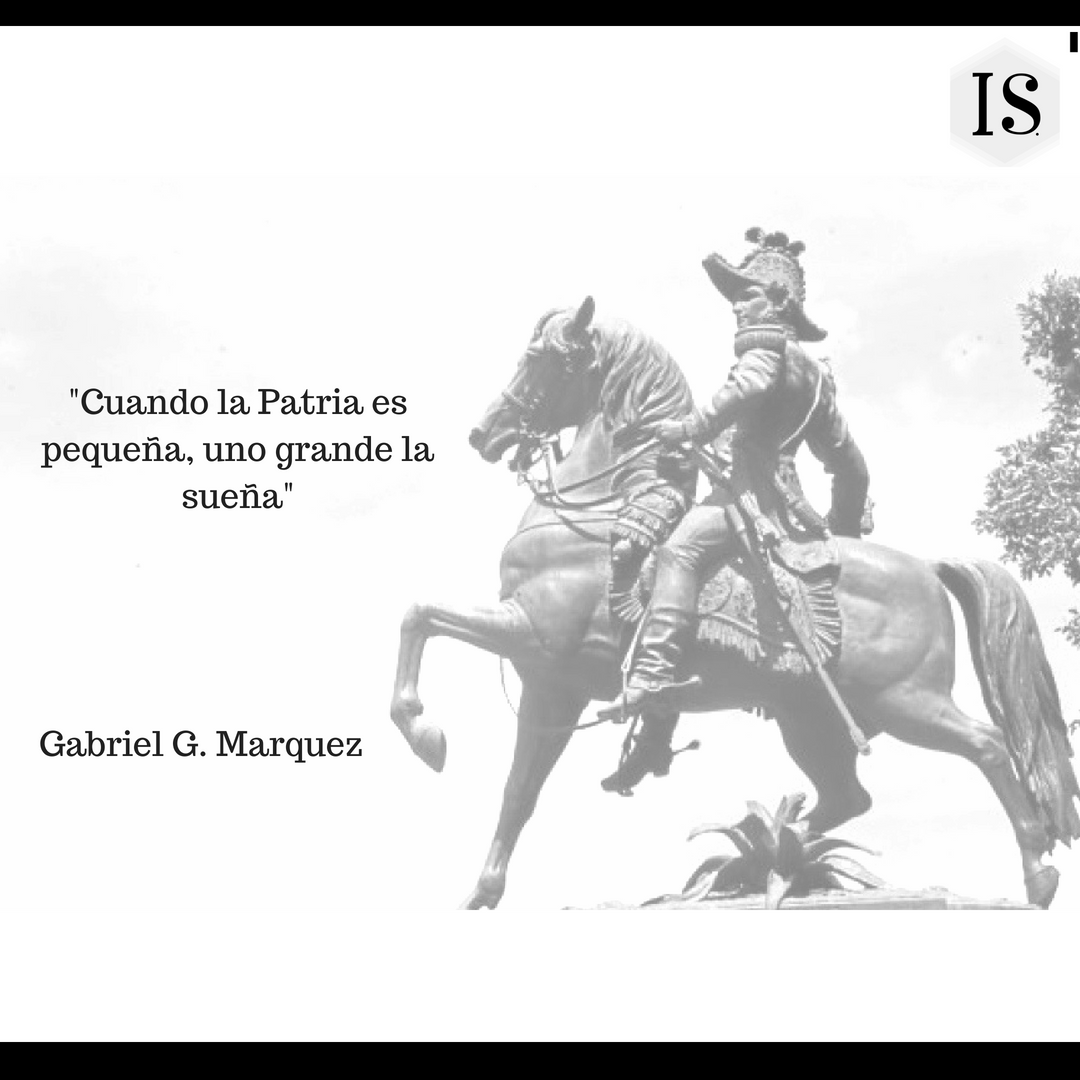 IS.
"Cuando la Patria es
pequeña, uno grande la
sueña"
Gabriel G. Marquez